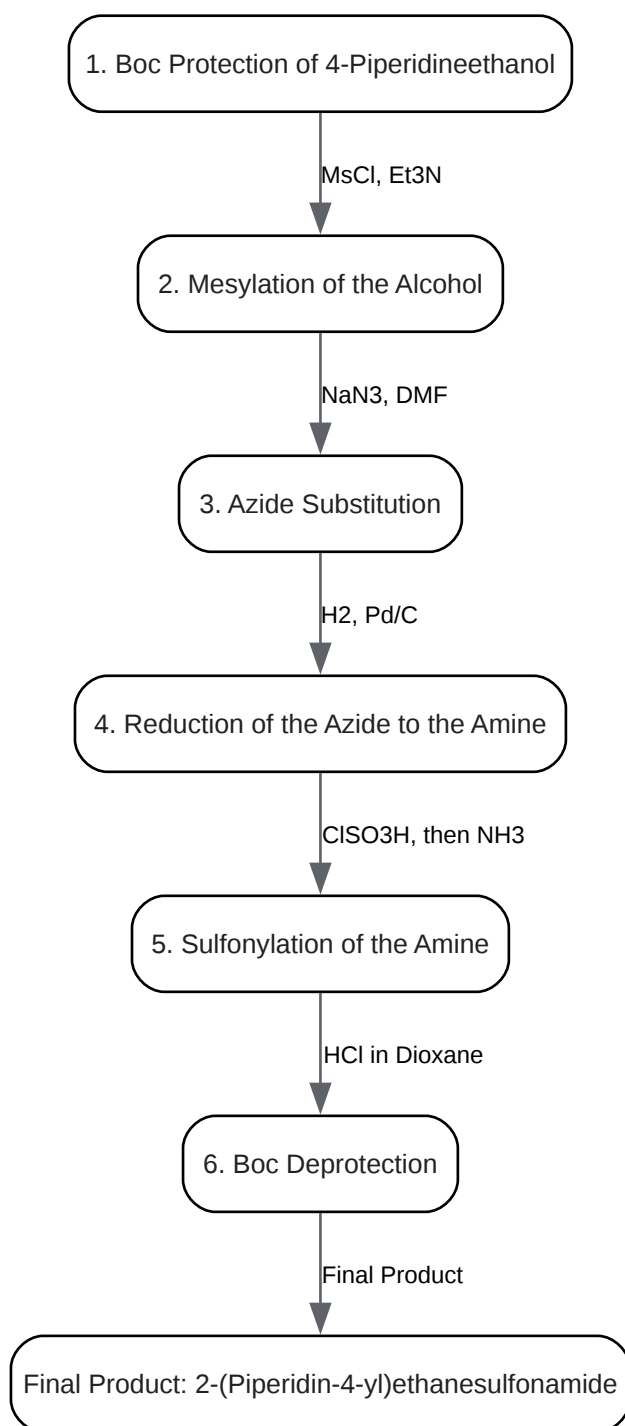 1. Boc Protection of 4-Piperidineethanol
MsCl, Et3N
2. Mesylation of the Alcohol
NaN3, DMF
3. Azide Substitution
H2, Pd/C
4. Reduction of the Azide to the Amine
ClSO3H, then NH3
5. Sulfonylation of the Amine
HCl in Dioxane
6. Boc Deprotection
Final Product
Final Product: 2-(Piperidin-4-yl)ethanesulfonamide